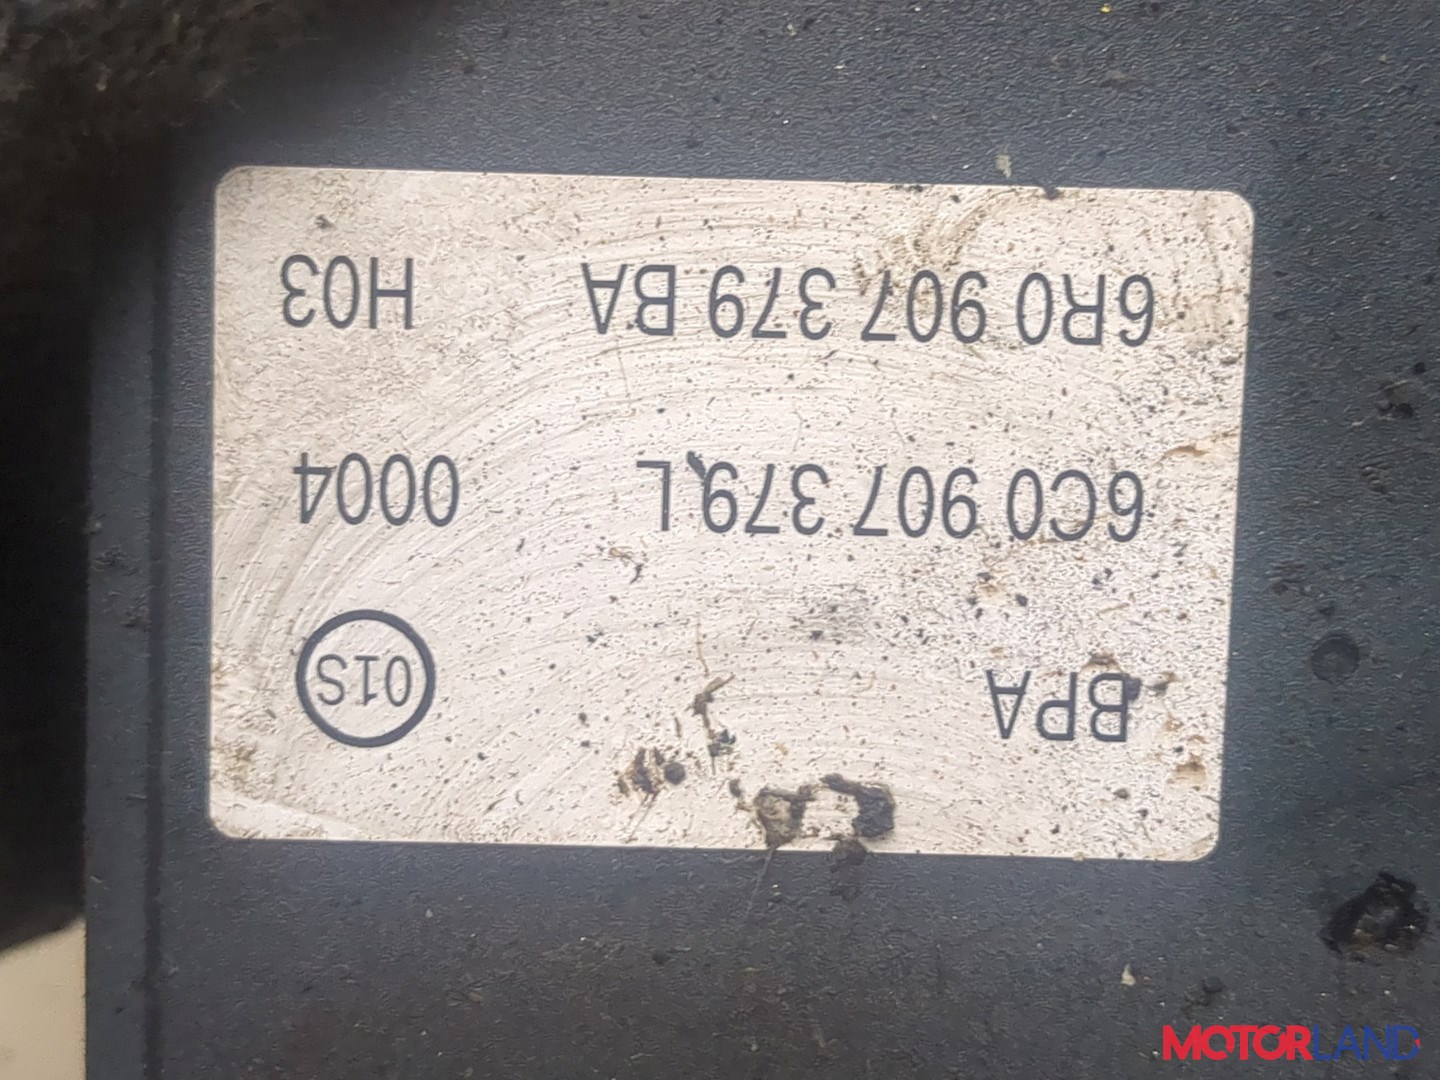 BPA 01S
6C0 907 379 L 0004
6R0 907 379 BA H03
MOTORLAND